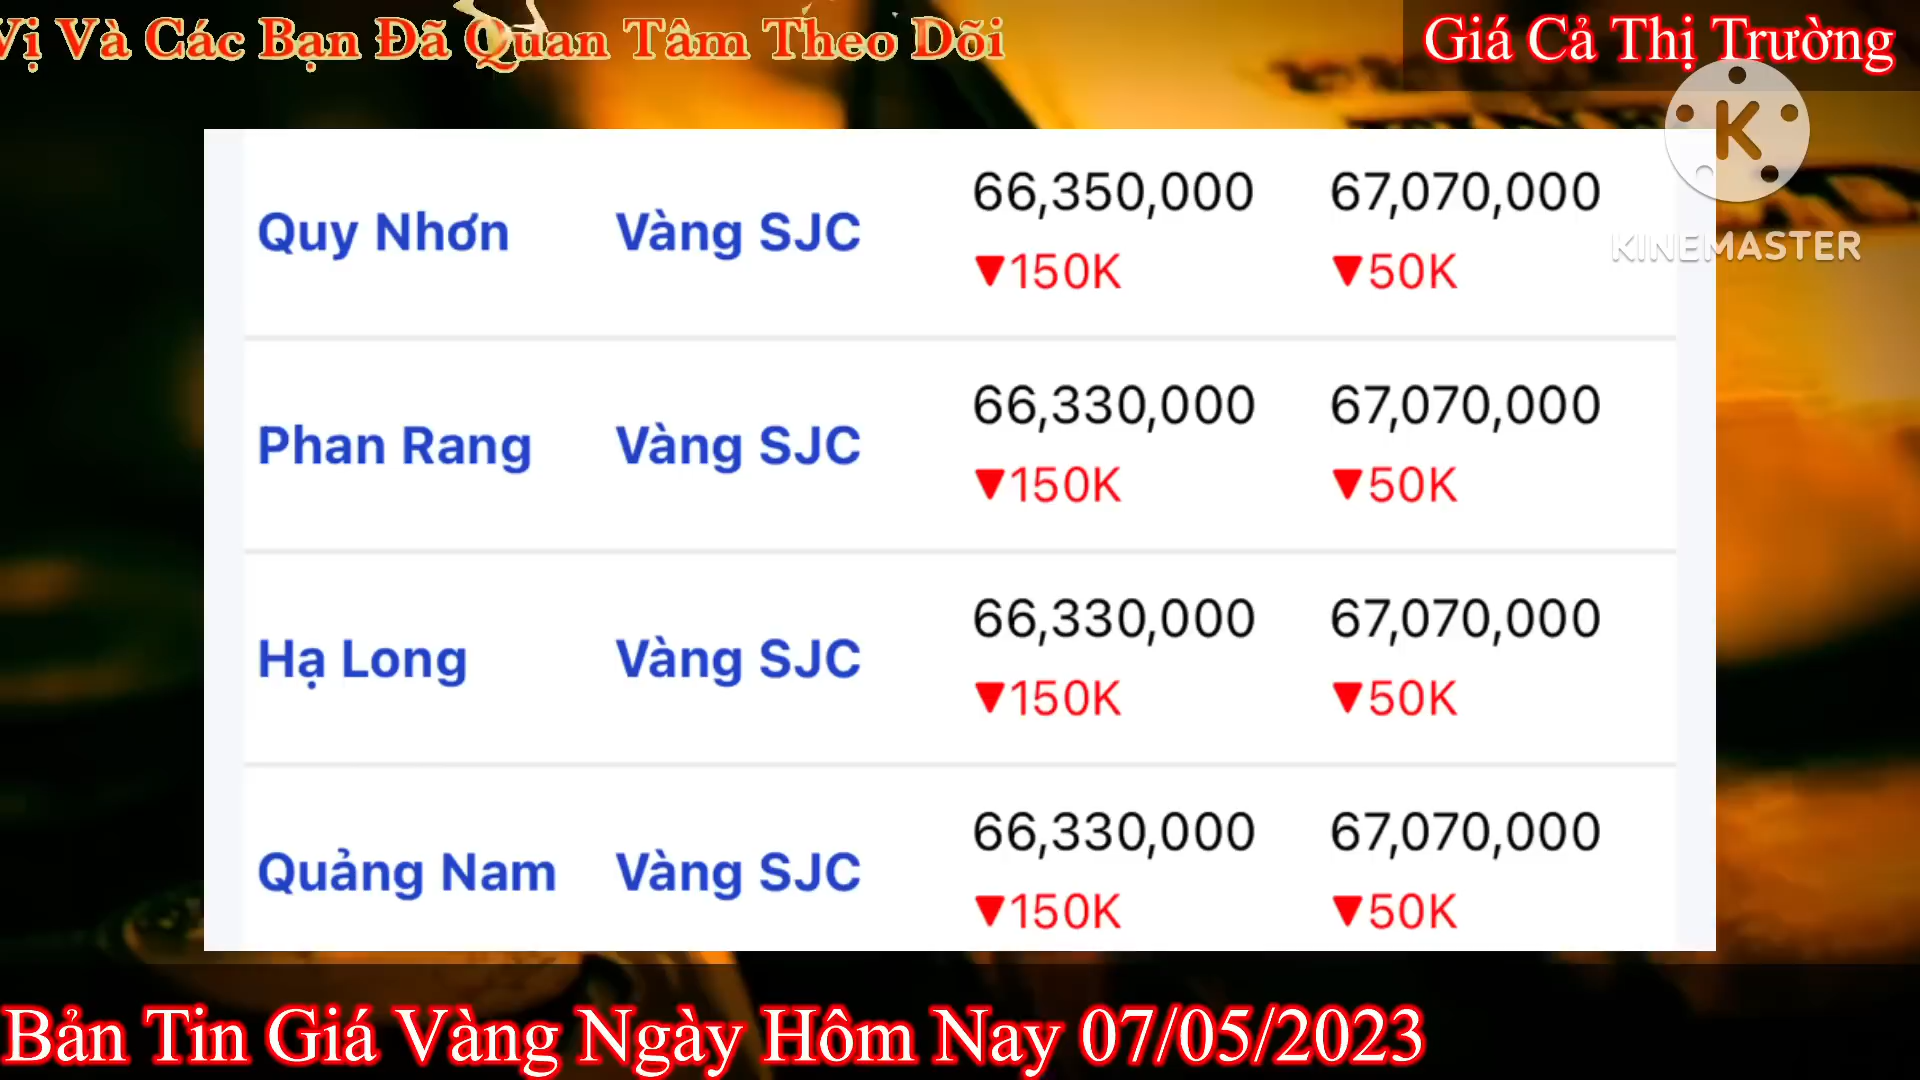 Vị Và Các Bạn Đã Quan Tâm Theo Dõi
Giá Cả Thị Trường
K
KINEMASTER
Quy Nhơn Vàng SJC 66,350,000 67,070,000
▼150K ▼50K
Phan Rang Vàng SJC 66,330,000 67,070,000
▼150K ▼50K
Hạ Long Vàng SJC 66,330,000 67,070,000
▼150K ▼50K
Quảng Nam Vàng SJC 66,330,000 67,070,000
▼150K ▼50K
Bản Tin Giá Vàng Ngày Hôm Nay 07/05/2023